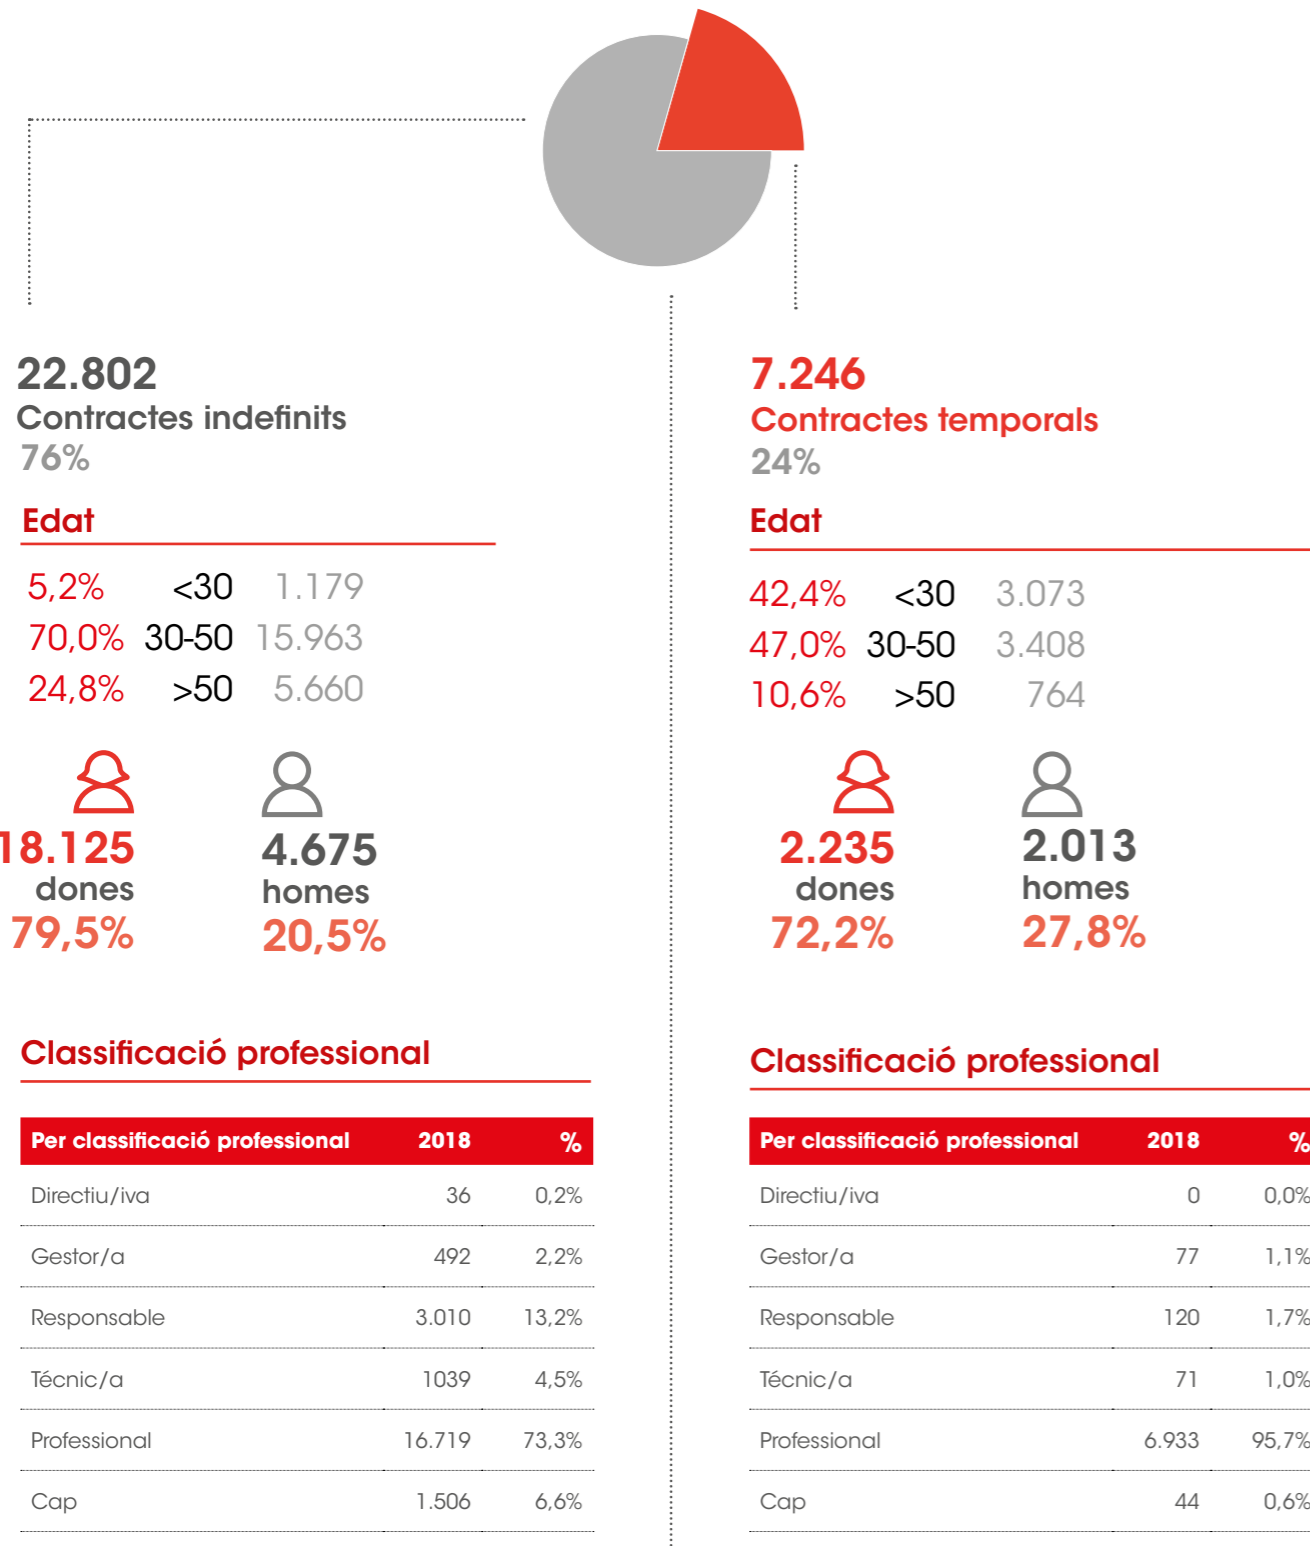 22.802
Contractes indefinits
76%
Edat
5,2% <30 1.179
70,0% 30-50 15.963
24,8% >50 5.660
18.125 4.675
dones homes
79,5% 20,5%
Classificació professional
Per classificació professional 2018 %
Directiu/iva 36 0,2%
Gestor/a 492 2,2%
Responsable 3.010 13,2%
Técnic/a 1039 4,5%
Professional 16.719 73,3%
Cap 1.506 6,6%
7.246
Contractes temporals
24%
Edat
42,4% <30 3.073
47,0% 30-50 3.408
10,6% >50 764
2.235 2.013
dones homes
72,2% 27,8%
Classificació professional
Per classificació professional 2018 %
Directiu/iva 0 0,0%
Gestor/a 77 1,1%
Responsable 120 1,7%
Técnic/a 71 1,0%
Professional 6.933 95,7%
Cap 44 0,6%